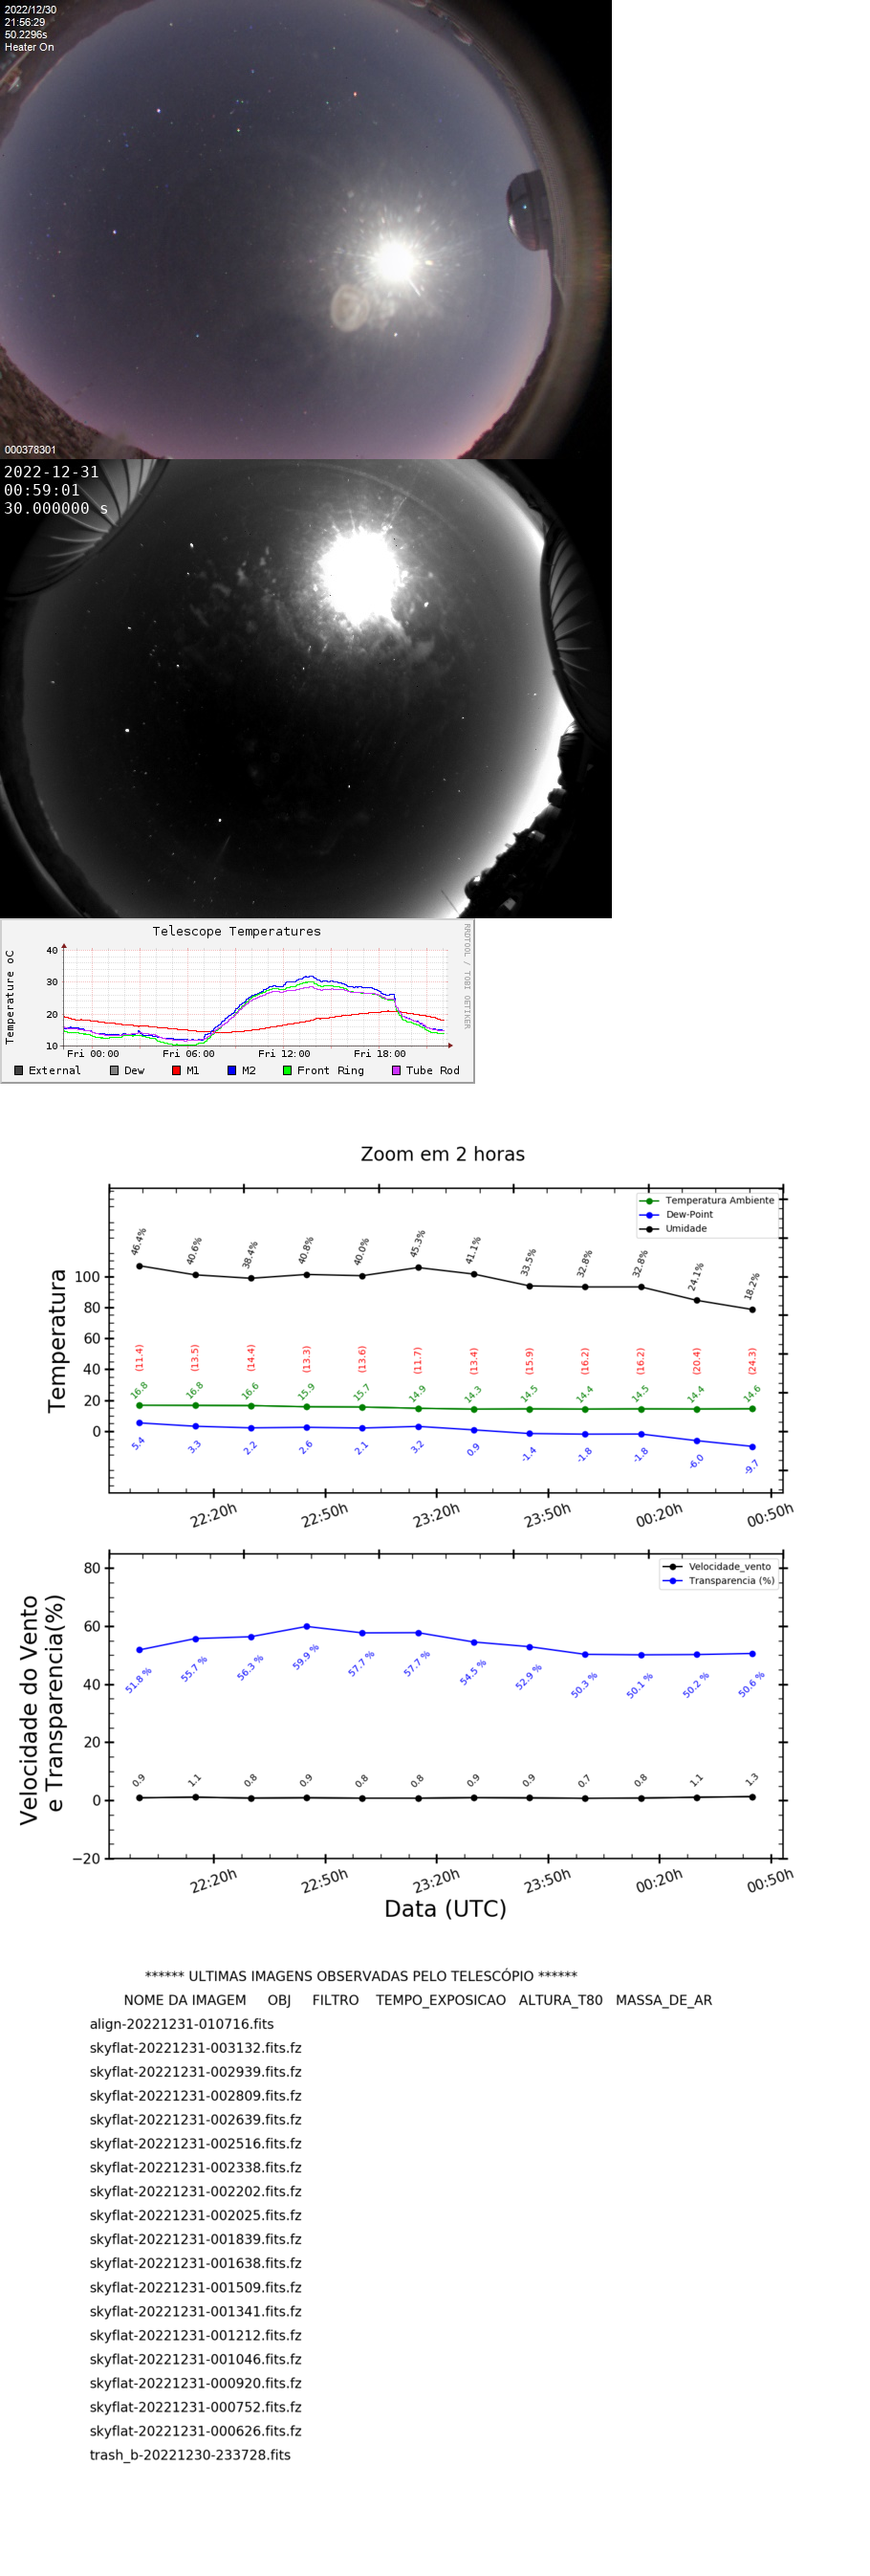 2022/12/30
21:56:29
50.2296s
Heater On
000378301
2022-12-31
00:59:01
30.000000 s
Telescope Temperatures
RRDTOOL / TOBI OETIKER
Temperature oC
40
30
20
10
Fri 00:00 Fri 06:00 Fri 12:00 Fri 18:00
External Dew M1 M2 Front Ring Tube Rod
Zoom em 2 horas
Temperatura Ambiente
Dew-Point
Umidade
46.4% 40.6% 38.4% 40.8% 40.0% 45.3% 41.1% 33.5% 32.8% 32.8% 24.1% 18.2%
Temperatura
100
80
60
40
20
0
(11.4) (13.5) (14.4) (13.3) (13.6) (11.7) (13.4) (15.9) (16.2) (16.2) (20.4) (24.3)
16.8 16.8 16.6 15.9 15.7 14.9 14.3 14.5 14.4 14.5 14.4 14.6
5.4 3.3 2.2 2.6 2.1 3.2 0.9 -1.4 -1.8 -1.8 -6.0 -9.7
22:20h 22:50h 23:20h 23:50h 00:20h 00:50h
Velocidade_vento
Transparencia (%)
Velocidade do Vento
e Transparencia(%)
80
60
40
20
0
−20
51.8 % 55.7 % 56.3 % 59.9 % 57.7 % 57.7 % 54.5 % 52.9 % 50.3 % 50.1 % 50.2 % 50.6 %
0.9 1.1 0.8 0.9 0.8 0.8 0.9 0.9 0.7 0.8 1.1 1.3
22:20h 22:50h 23:20h 23:50h 00:20h 00:50h
Data (UTC)
****** ULTIMAS IMAGENS OBSERVADAS PELO TELESCÓPIO ******
NOME DA IMAGEM OBJ FILTRO TEMPO_EXPOSICAO ALTURA_T80 MASSA_DE_AR
align-20221231-010716.fits
skyflat-20221231-003132.fits.fz
skyflat-20221231-002939.fits.fz
skyflat-20221231-002809.fits.fz
skyflat-20221231-002639.fits.fz
skyflat-20221231-002516.fits.fz
skyflat-20221231-002338.fits.fz
skyflat-20221231-002202.fits.fz
skyflat-20221231-002025.fits.fz
skyflat-20221231-001839.fits.fz
skyflat-20221231-001638.fits.fz
skyflat-20221231-001509.fits.fz
skyflat-20221231-001341.fits.fz
skyflat-20221231-001212.fits.fz
skyflat-20221231-001046.fits.fz
skyflat-20221231-000920.fits.fz
skyflat-20221231-000752.fits.fz
skyflat-20221231-000626.fits.fz
trash_b-20221230-233728.fits